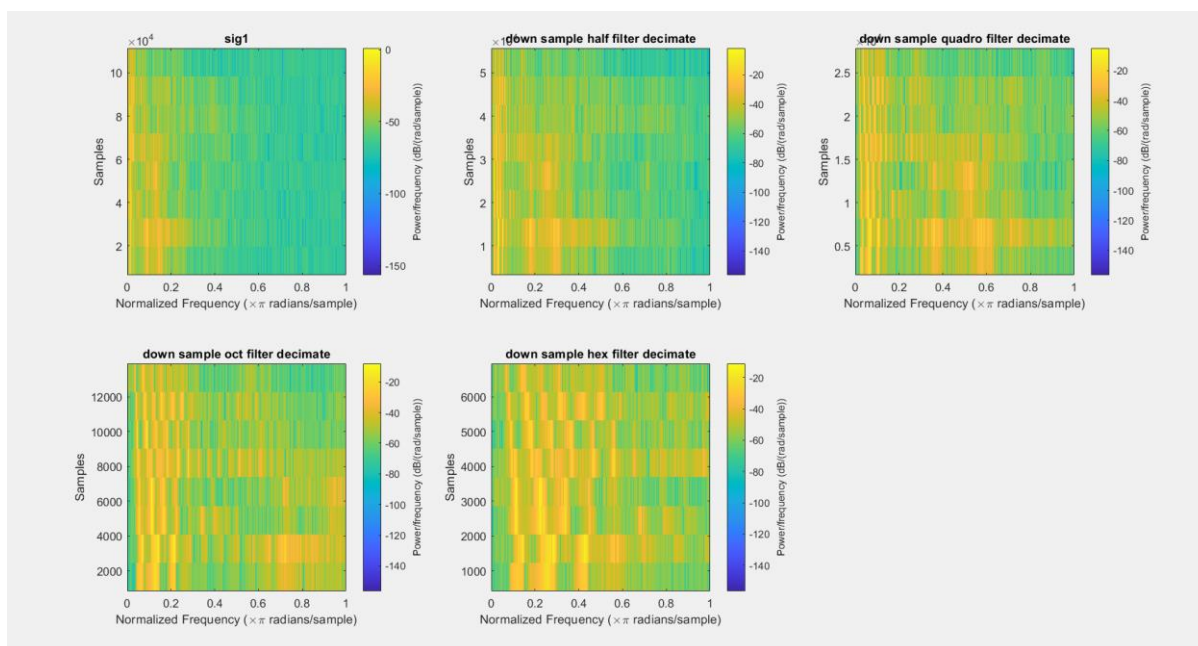 sig1
×10⁴
10
8
6
4
2
Samples
0 0.2 0.4 0.6 0.8 1
Normalized Frequency (×π radians/sample)
0
-50
-100
-150
Power/frequency (dB/(rad/sample))
down sample half filter decimate
5
4
3
2
1
Samples
0 0.2 0.4 0.6 0.8 1
Normalized Frequency (×π radians/sample)
-20
-40
-60
-80
-100
-120
-140
Power/frequency (dB/(rad/sample))
down sample quadro filter decimate
2.5
2
1.5
1
0.5
Samples
0 0.2 0.4 0.6 0.8 1
Normalized Frequency (×π radians/sample)
-20
-40
-60
-80
-100
-120
-140
Power/frequency (dB/(rad/sample))
down sample oct filter decimate
12000
10000
8000
6000
4000
2000
Samples
0 0.2 0.4 0.6 0.8 1
Normalized Frequency (×π radians/sample)
-20
-40
-60
-80
-100
-120
-140
Power/frequency (dB/(rad/sample))
down sample hex filter decimate
6000
5000
4000
3000
2000
1000
Samples
0 0.2 0.4 0.6 0.8 1
Normalized Frequency (×π radians/sample)
-20
-40
-60
-80
-100
-120
-140
Power/frequency (dB/(rad/sample))